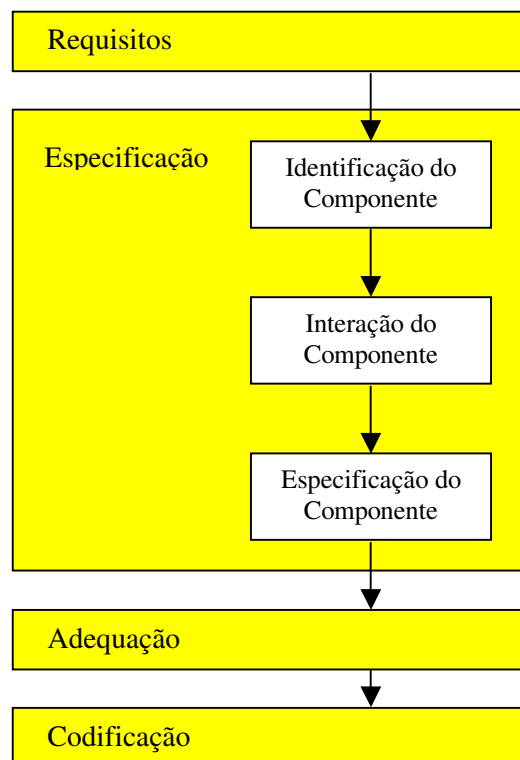 Requisitos
Especificação
Identificação do
Componente
Interação do
Componente
Especificação do
Componente
Adequação
Codificação